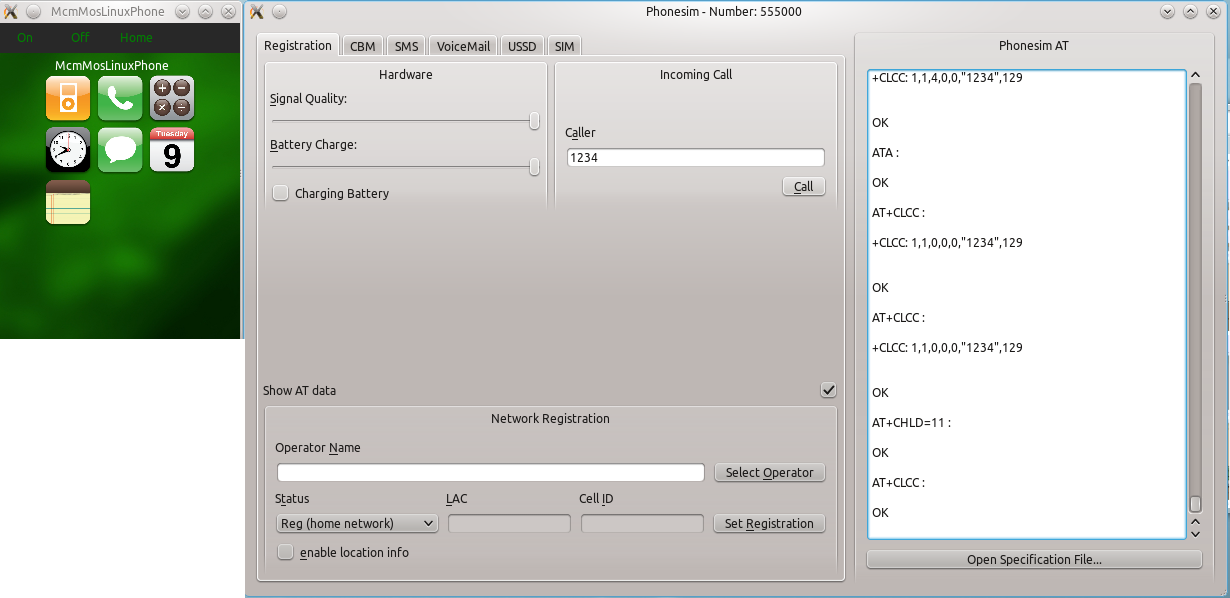 McmMosLinuxPhone
On Off Home
McmMosLinuxPhone
Tuesday
9
Phonesim - Number: 555000
Registration CBM SMS VoiceMail USSD SIM
Hardware
Signal Quality:
Battery Charge:
Charging Battery
Incoming Call
Caller
1234
Call
Show AT data
Network Registration
Operator Name
Select Operator
Status LAC Cell ID
Reg (home network) Set Registration
enable location info
Phonesim AT
+CLCC: 1,1,4,0,0,"1234",129
OK
ATA :
OK
AT+CLCC :
+CLCC: 1,1,0,0,0,"1234",129
OK
AT+CLCC :
+CLCC: 1,1,0,0,0,"1234",129
OK
AT+CHLD=11 :
OK
AT+CLCC :
OK
Open Specification File...